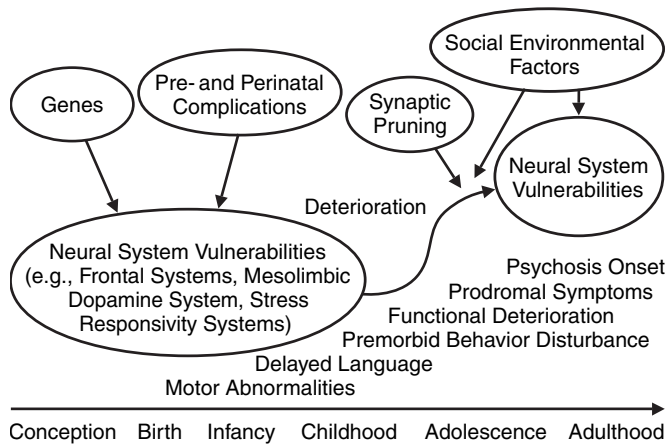 Social Environmental
Factors
Pre- and Perinatal
Complications
Genes
Synaptic
Pruning
Neural System
Vulnerabilities
Deterioration
Neural System Vulnerabilities
(e.g., Frontal Systems, Mesolimbic
Dopamine System, Stress
Responsivity Systems)
Psychosis Onset
Prodromal Symptoms
Functional Deterioration
Premorbid Behavior Disturbance
Delayed Language
Motor Abnormalities
Conception Birth Infancy Childhood Adolescence Adulthood